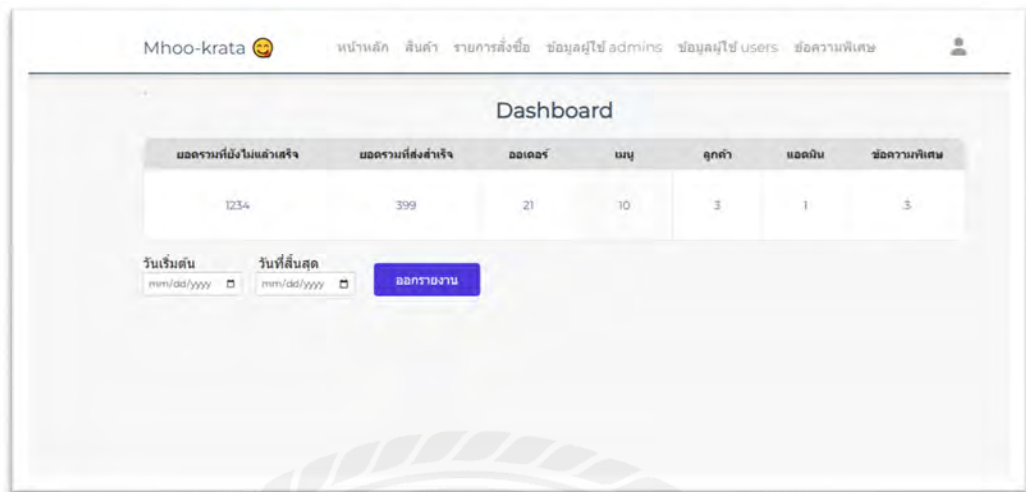 Mhoo-krata 😋 หน้าหลัก สินค้า รายการสั่งซื้อ ข้อมูลผู้ใช้ admins ข้อมูลผู้ใช้ users ข้อความพิเศษ
Dashboard
ยอดรวมที่ยังไม่แล้วเสร็จ ยอดรวมที่ส่งสำเร็จ ออเดอร์ เมนู ลูกค้า แอดมิน ข้อความพิเศษ
1234 399 21 10 3 1 3
วันเริ่มต้น วันที่สิ้นสุด
mm/dd/yyyy mm/dd/yyyy ออกรายงาน